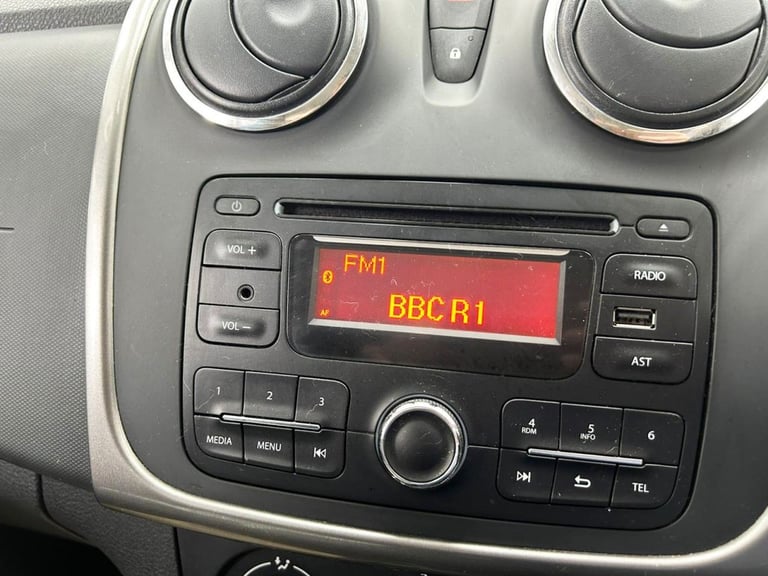 FM1
BBC R1
AF
VOL +
VOL −
RADIO
AST
1
2
3
MEDIA
MENU
4
RDM
5
INFO
6
TEL